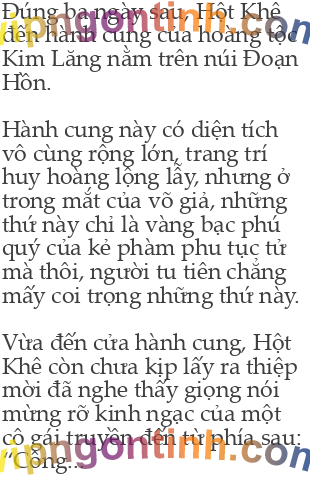 Đúng ba ngày sau, Hột Khê
đến hành cung của hoàng tộc
Kim Lăng nằm trên núi Đoạn
Hồn.
Hành cung này có diện tích
vô cùng rộng lớn, trang trí
huy hoàng lộng lẫy, nhưng ở
trong mắt của võ giả, những
thứ này chỉ là vàng bạc phú
quý của kẻ phàm phu tục tử
mà thôi, người tu tiên chẳng
mấy coi trọng những thứ này.
Vừa đến cửa hành cung, Hột
Khê còn chưa kịp lấy ra thiệp
mời đã nghe thấy giọng nói
mừng rỡ kinh ngạc của một
cô gái truyền đến từ phía sau:
“Công...
vipngontinh.com
vipngontinh.com